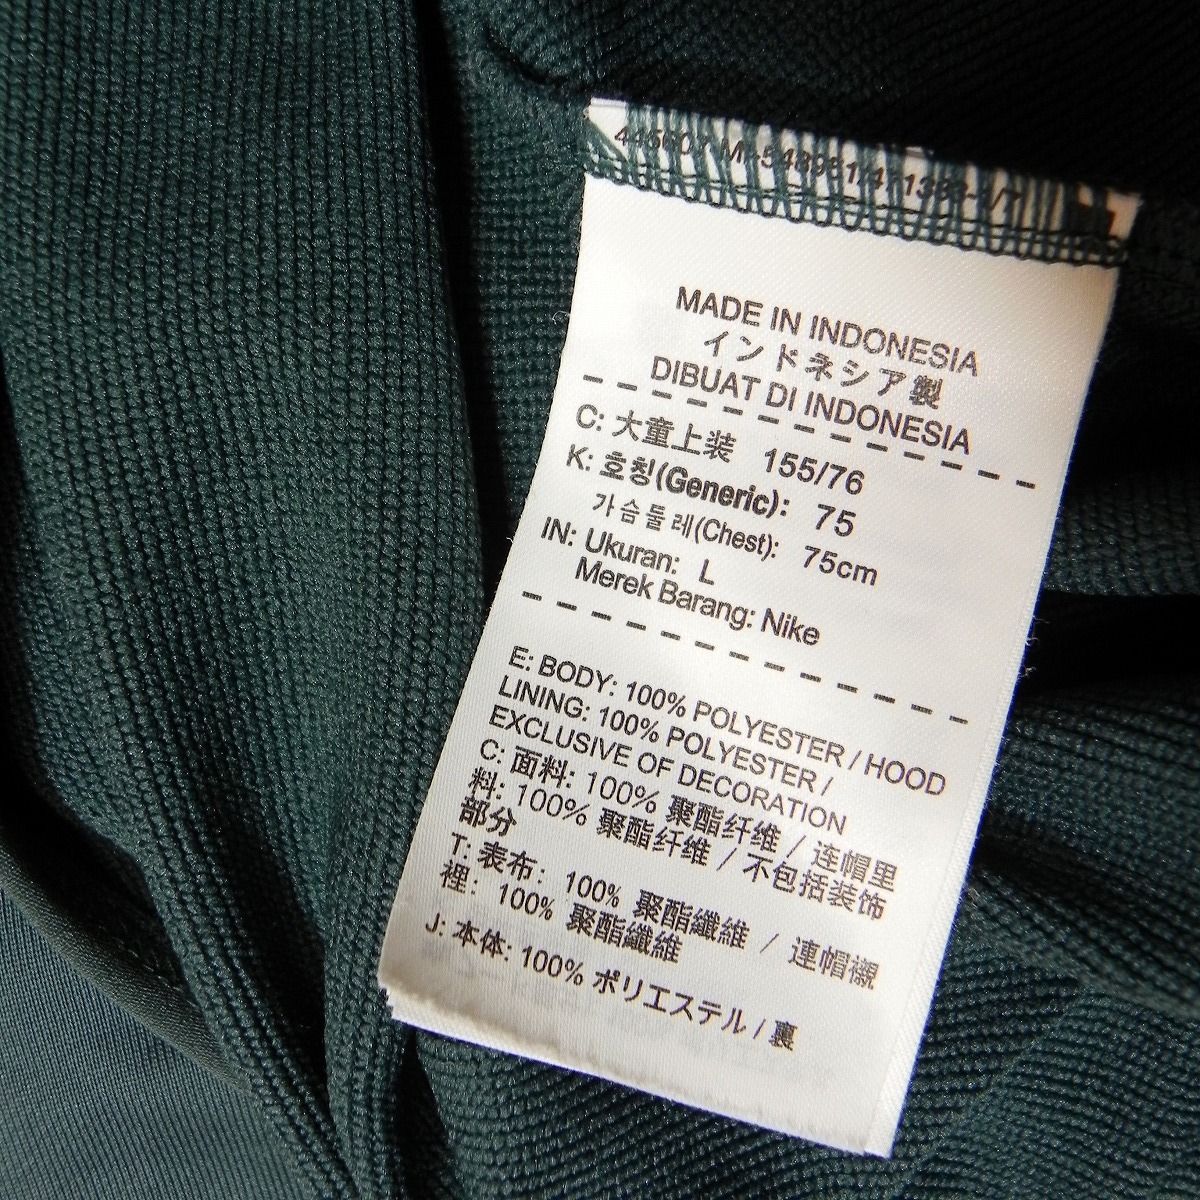 MADE IN INDONESIA
インドネシア製
DIBUAT DI INDONESIA
C: 大童上装 155/76
K: 호칭(Generic): 75
가슴둘레(Chest): 75cm
IN: Ukuran: L
Merek Barang: Nike
E: BODY: 100% POLYESTER / HOOD
LINING: 100% POLYESTER /
EXCLUSIVE OF DECORATION
C: 面料: 100% 聚酯纤维 / 连帽里
料: 100% 聚酯纤维 / 不包括装饰
部分
T: 表布: 100% 聚酯纖維 / 連帽襯
裡: 100% 聚酯纖維
J: 本体: 100% ポリエステル / 裏